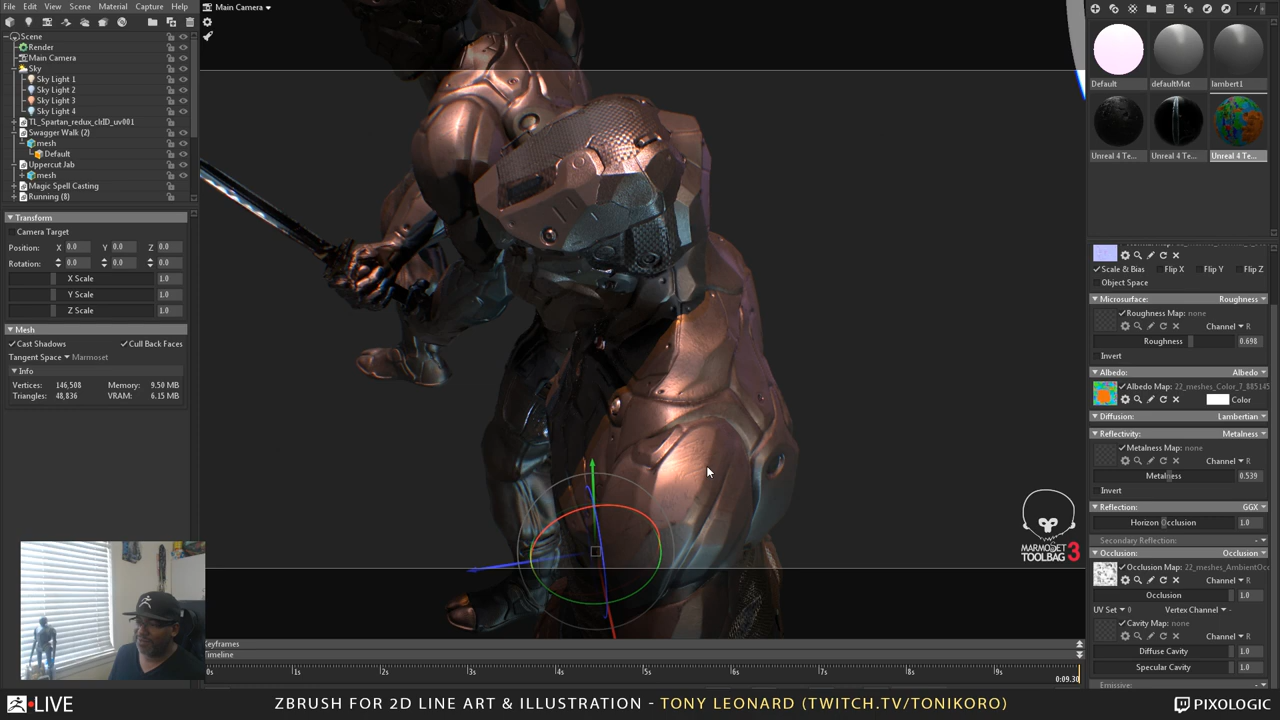 File Edit View Scene Material Capture Help
Main Camera
Scene
Render
Main Camera
Sky
Sky Light 1
Sky Light 2
Sky Light 3
Sky Light 4
TL_Spartan_redux_clrID_uv001
Swagger Walk (2)
mesh
Default
Uppercut Jab
mesh
Magic Spell Casting
Running (8)
Transform
Camera Target
Position: X 0.0 Y 0.0 Z 0.0
Rotation: 0.0 0.0 0.0
X Scale 1.0
Y Scale 1.0
Z Scale 1.0
Mesh
Cast Shadows Cull Back Faces
Tangent Space Marmoset
Info
Vertices: 146,508 Memory: 9.50 MB
Triangles: 48,836 VRAM: 6.15 MB
Default defaultMat lambert1
Unreal 4 Te... Unreal 4 Te... Unreal 4 Te...
Scale & Bias Flip X Flip Y Flip Z
Object Space
Microsurface: Roughness
Roughness Map: none
Channel R
Roughness 0.698
Invert
Albedo: Albedo
Albedo Map: 22_meshes_Color_7_885145
Color
Diffusion: Lambertian
Reflectivity: Metalness
Metalness Map: none
Channel R
Metalness 0.539
Invert
Reflection: GGX
Horizon Occlusion 1.0
Secondary Reflection: -
Occlusion: Occlusion
Occlusion Map: 22_meshes_AmbientOcc
Channel R
Occlusion 1.0
UV Set 0 Vertex Channel -
Cavity Map: none
Channel R
Diffuse Cavity 1.0
Specular Cavity 1.0
Emissive:
MARMOSET
TOOLBAG 3
Keyframes
Timeline
0s 1s 2s 3s 4s 5s 6s 7s 8s 9s
0:09.30
LIVE
ZBRUSH FOR 2D LINE ART & ILLUSTRATION - TONY LEONARD (TWITCH.TV/TONIKORO)
PIXOLOGIC